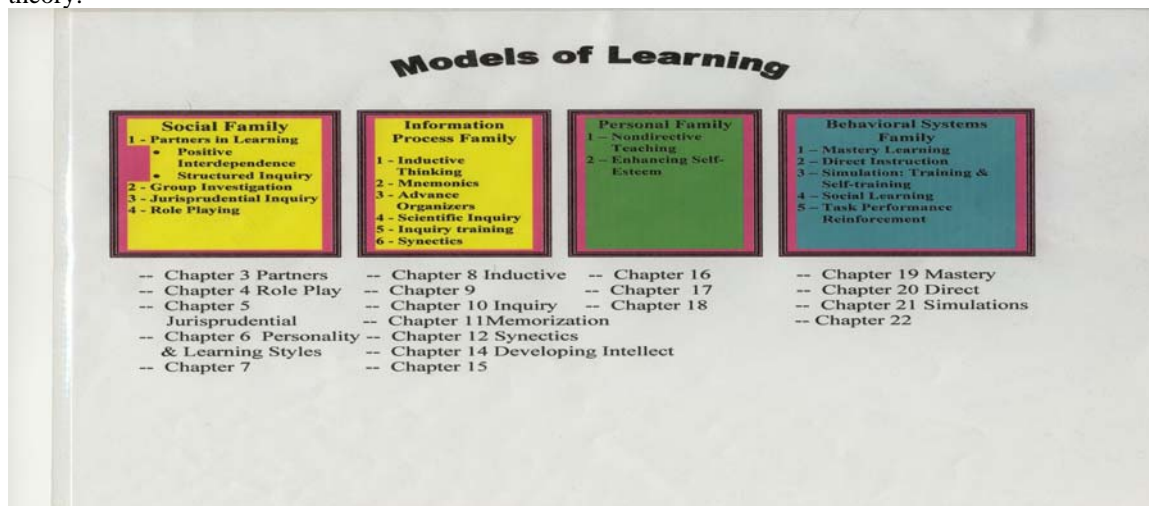 theory.
Models of Learning
Social Family
1 - Partners in Learning
• Positive
Interdependence
• Structured Inquiry
2 - Group Investigation
3 - Jurisprudential Inquiry
4 - Role Playing
Information
Process Family
1 - Inductive
Thinking
2 - Mnemonics
3 - Advance
Organizers
4 - Scientific Inquiry
5 - Inquiry training
6 - Synectics
Personal Family
1 – Nondirective
Teaching
2 – Enhancing Self-
Esteem
Behavioral Systems
Family
1 – Mastery Learning
2 – Direct Instruction
3 – Simulation: Training &
Self-training
4 – Social Learning
5 – Task Performance
Reinforcement
-- Chapter 3 Partners
-- Chapter 4 Role Play
-- Chapter 5
Jurisprudential
-- Chapter 6 Personality
& Learning Styles
-- Chapter 7
-- Chapter 8 Inductive
-- Chapter 9
-- Chapter 10 Inquiry
-- Chapter 11Memorization
-- Chapter 12 Synectics
-- Chapter 14 Developing Intellect
-- Chapter 15
-- Chapter 16
-- Chapter 17
-- Chapter 18
-- Chapter 19 Mastery
-- Chapter 20 Direct
-- Chapter 21 Simulations
-- Chapter 22